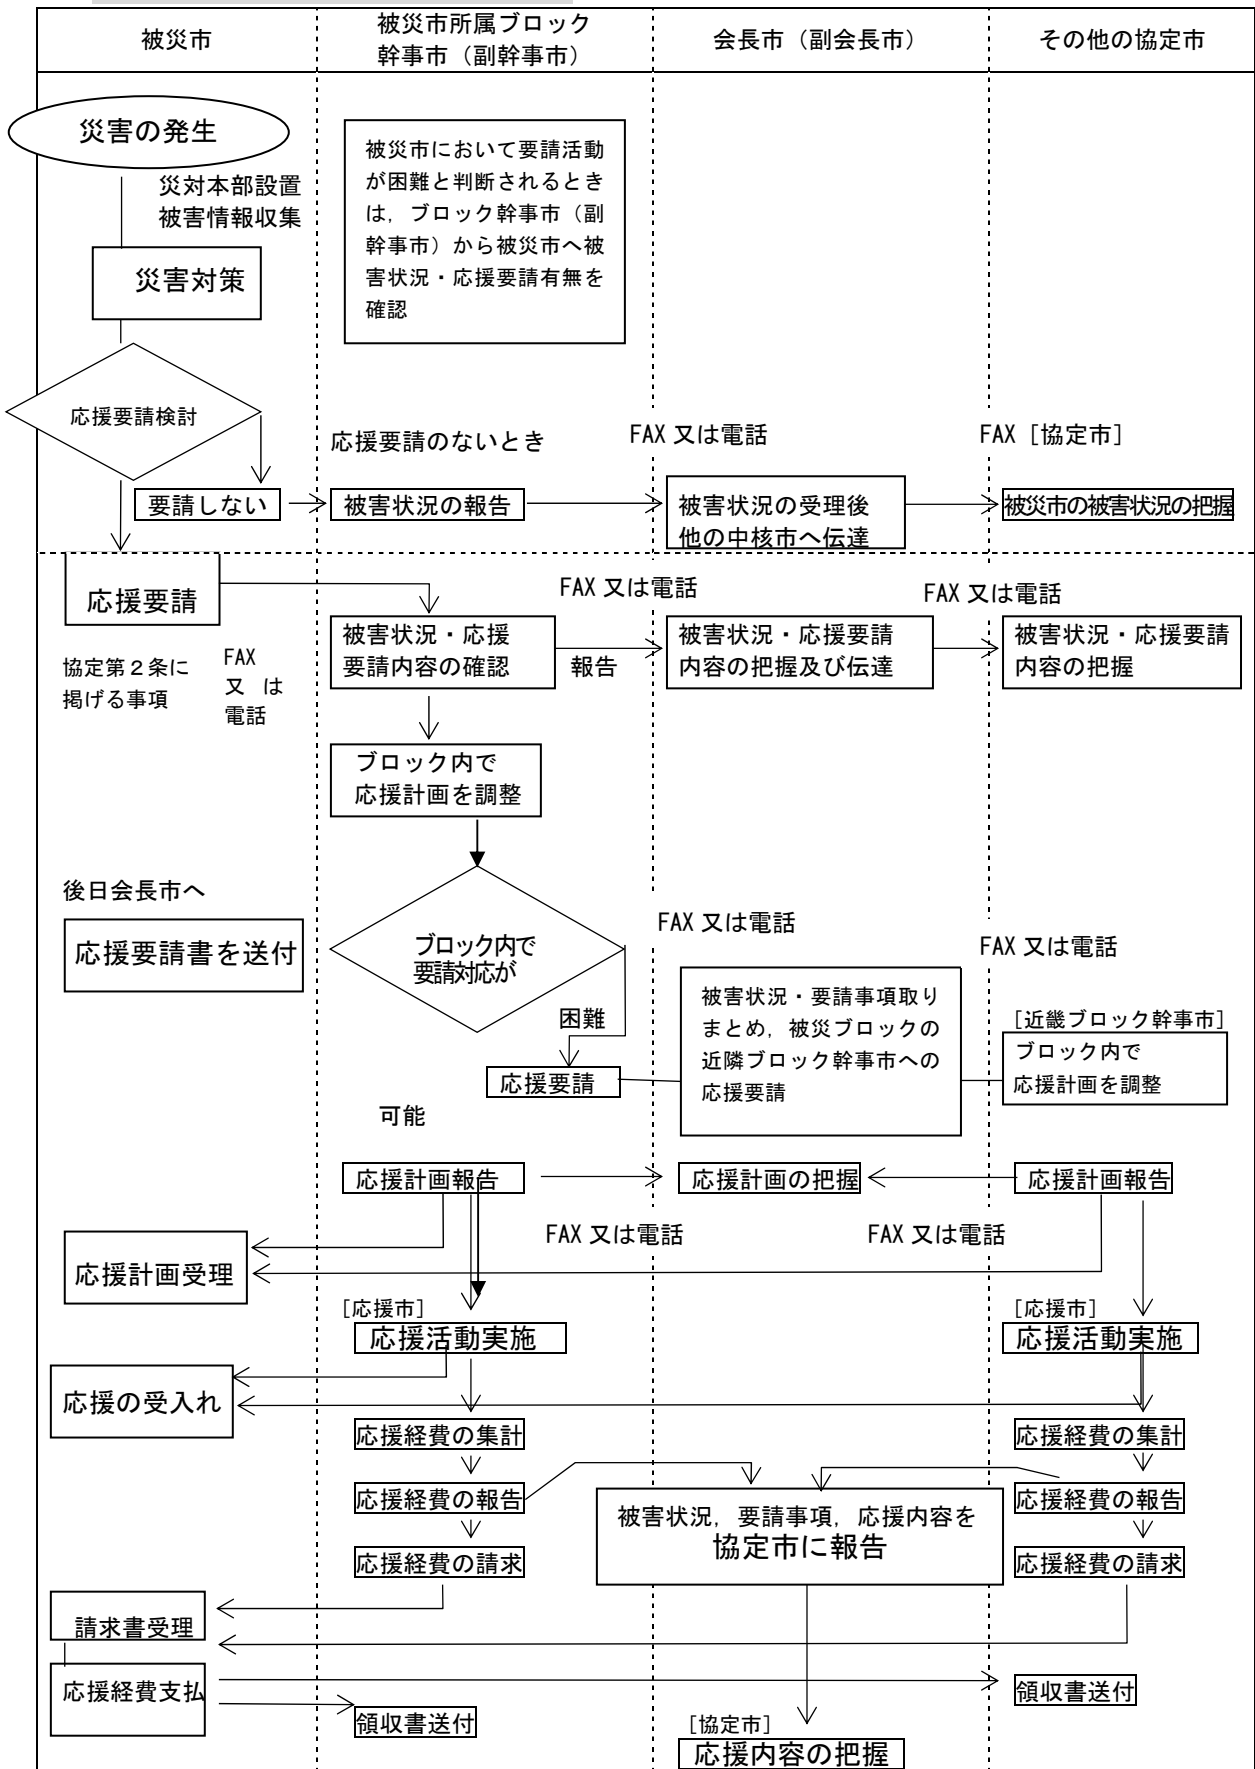 被災市
被災市所属ブロック
幹事市（副幹事市）
会長市（副会長市）
その他の協定市
災害の発生
災対本部設置
被害情報収集
災害対策
被災市において要請活動
が困難と判断されるとき
は，ブロック幹事市（副
幹事市）から被災市へ被
害状況・応援要請有無を
確認
応援要請検討
応援要請のないとき
FAX 又は電話
FAX［協定市］
要請しない
被害状況の報告
被害状況の受理後
他の中核市へ伝達
被災市の被害状況の把握
応援要請
FAX 又は電話
FAX 又は電話
被害状況・応援
要請内容の確認
報告
被害状況・応援要請
内容の把握及び伝達
被害状況・応援要請
内容の把握
協定第２条に
掲げる事項
FAX
又 は
電話
ブロック内で
応援計画を調整
後日会長市へ
応援要請書を送付
ブロック内で
要請対応が
FAX 又は電話
FAX 又は電話
困難
応援要請
被害状況・要請事項取り
まとめ，被災ブロックの
近隣ブロック幹事市への
応援要請
［近畿ブロック幹事市］
ブロック内で
応援計画を調整
可能
応援計画報告
応援計画の把握
応援計画報告
FAX 又は電話
FAX 又は電話
応援計画受理
［応援市］
応援活動実施
［応援市］
応援活動実施
応援の受入れ
応援経費の集計
応援経費の集計
応援経費の報告
応援経費の報告
被害状況，要請事項，応援内容を
協定市に報告
応援経費の請求
応援経費の請求
請求書受理
応援経費支払
領収書送付
領収書送付
［協定市］
応援内容の把握